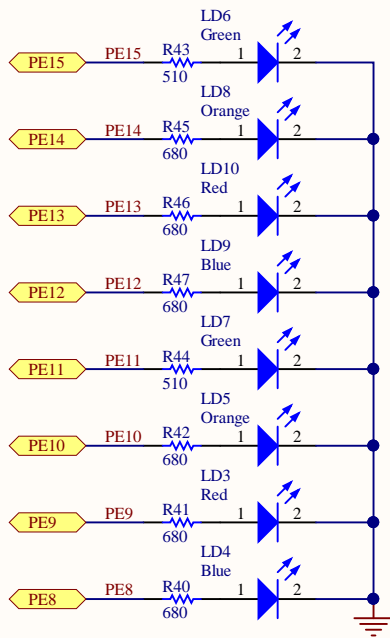 LD6
Green
PE15 PE15 R43 510 1 2
LD8
Orange
PE14 PE14 R45 680 1 2
LD10
Red
PE13 PE13 R46 680 1 2
LD9
Blue
PE12 PE12 R47 680 1 2
LD7
Green
PE11 PE11 R44 510 1 2
LD5
Orange
PE10 PE10 R42 680 1 2
LD3
Red
PE9 PE9 R41 680 1 2
LD4
Blue
PE8 PE8 R40 680 1 2